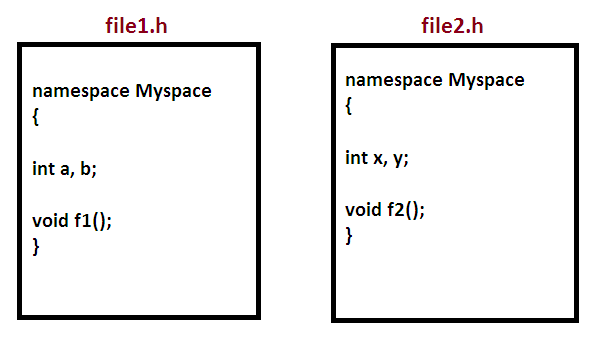 file1.h
namespace Myspace
{
int a, b;
void f1();
}
file2.h
namespace Myspace
{
int x, y;
void f2();
}